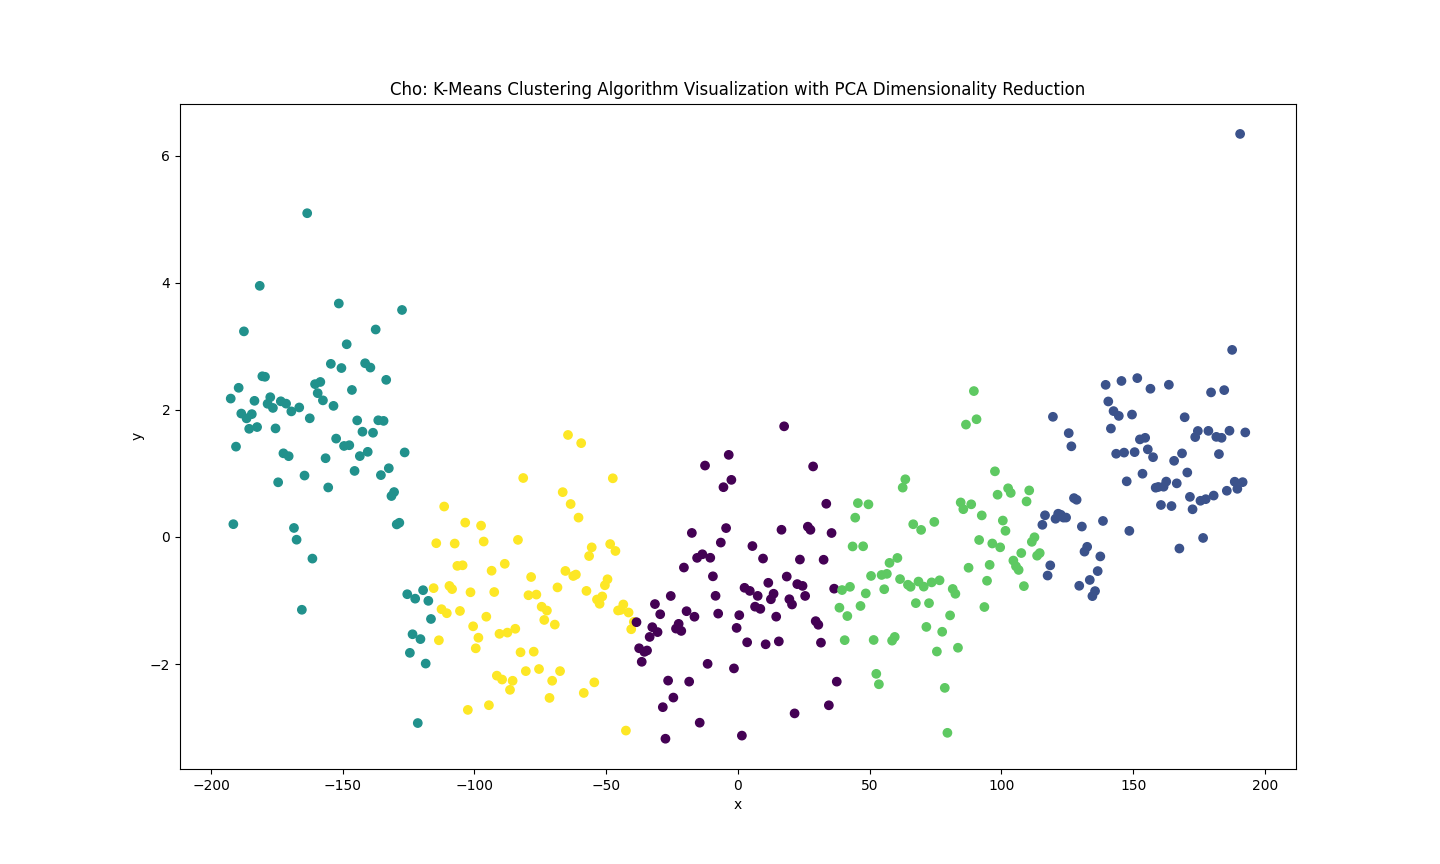 Cho: K-Means Clustering Algorithm Visualization with PCA Dimensionality Reduction
6
4
2
0
−2
y
−200 −150 −100 −50 0 50 100 150 200
x